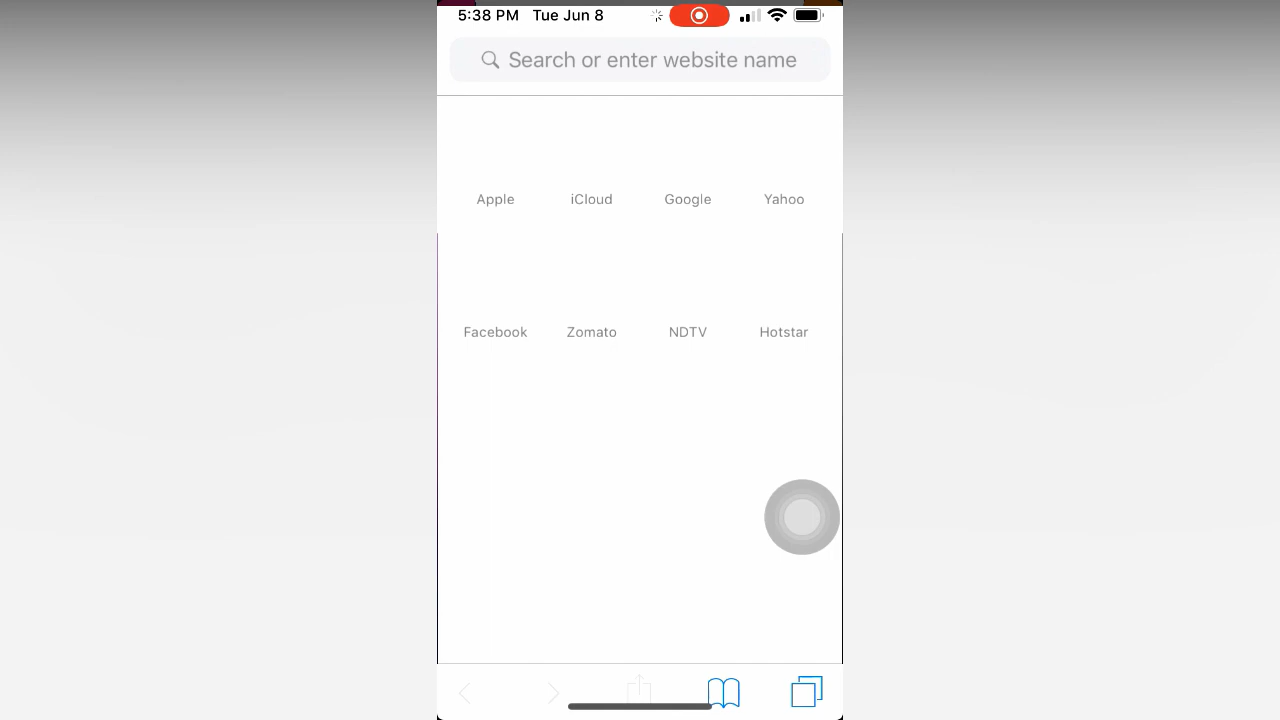 5:38 PM Tue Jun 8
Search or enter website name
Apple iCloud Google Yahoo
Facebook Zomato NDTV Hotstar